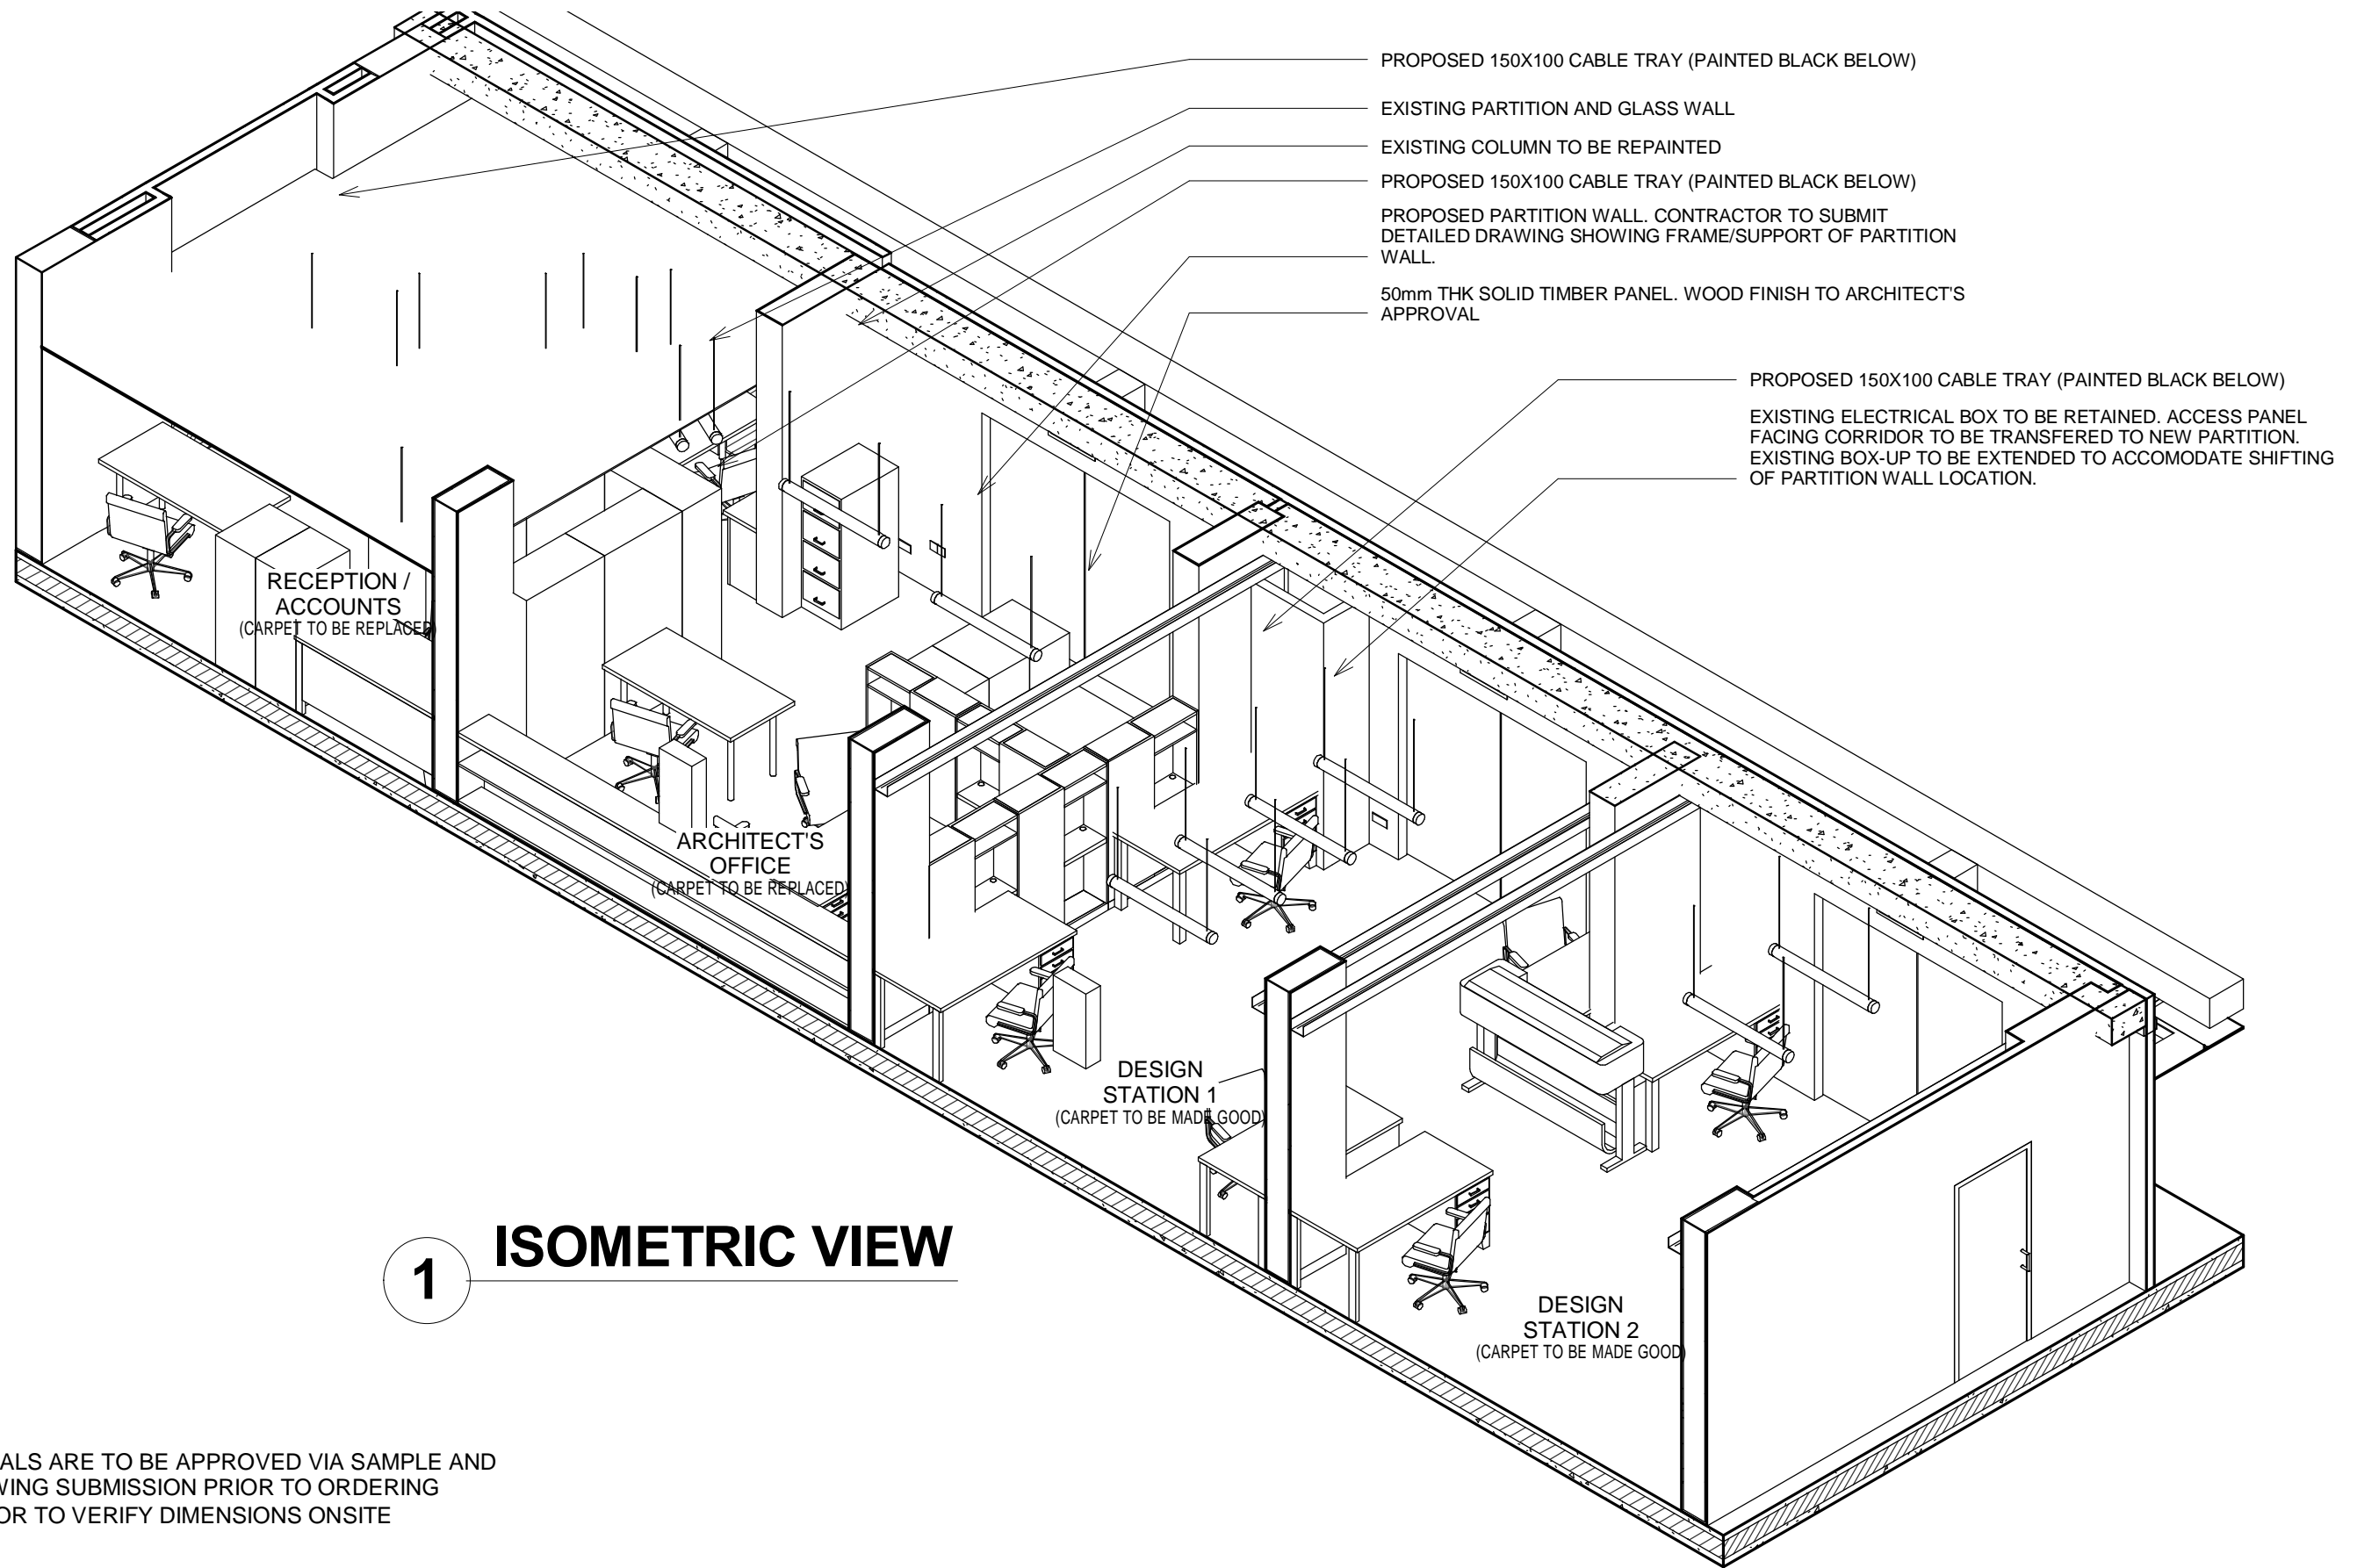 PROPOSED 150X100 CABLE TRAY (PAINTED BLACK BELOW)
EXISTING PARTITION AND GLASS WALL
EXISTING COLUMN TO BE REPAINTED
PROPOSED 150X100 CABLE TRAY (PAINTED BLACK BELOW)
PROPOSED PARTITION WALL. CONTRACTOR TO SUBMIT
DETAILED DRAWING SHOWING FRAME/SUPPORT OF PARTITION
WALL.
50mm THK SOLID TIMBER PANEL. WOOD FINISH TO ARCHITECT'S
APPROVAL
PROPOSED 150X100 CABLE TRAY (PAINTED BLACK BELOW)
EXISTING ELECTRICAL BOX TO BE RETAINED. ACCESS PANEL
FACING CORRIDOR TO BE TRANSFERED TO NEW PARTITION.
EXISTING BOX-UP TO BE EXTENDED TO ACCOMODATE SHIFTING
OF PARTITION WALL LOCATION.
RECEPTION /
ACCOUNTS
(CARPET TO BE REPLACED)
ARCHITECT'S
OFFICE
(CARPET TO BE REPLACED)
DESIGN
STATION 1
(CARPET TO BE MADE GOOD)
DESIGN
STATION 2
(CARPET TO BE MADE GOOD)
1 ISOMETRIC VIEW
ALS ARE TO BE APPROVED VIA SAMPLE AND
WING SUBMISSION PRIOR TO ORDERING
OR TO VERIFY DIMENSIONS ONSITE